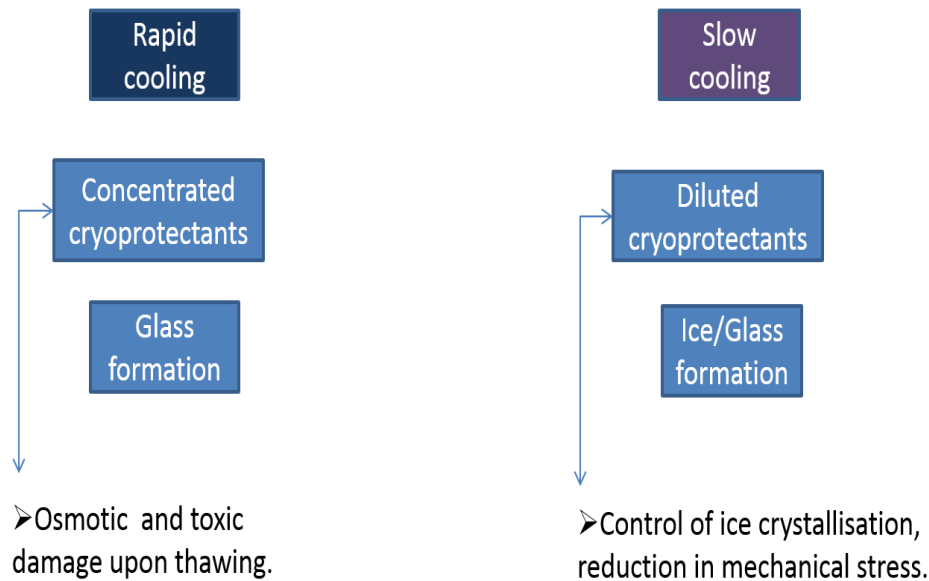 Rapid
cooling
Concentrated
cryoprotectants
Glass
formation
➢Osmotic and toxic
damage upon thawing.
Slow
cooling
Diluted
cryoprotectants
Ice/Glass
formation
➢Control of ice crystallisation,
reduction in mechanical stress.